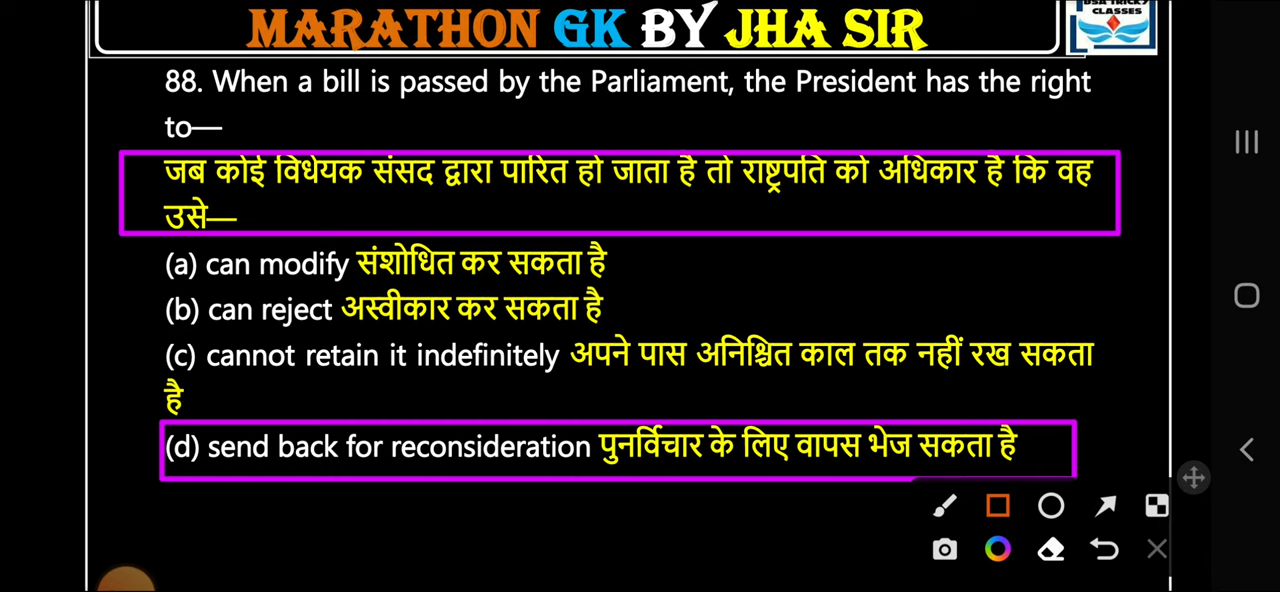 MARATHON GK BY JHA SIR
CLASSES
88. When a bill is passed by the Parliament, the President has the right
to—
जब कोई विधेयक संसद द्वारा पारित हो जाता है तो राष्ट्रपति को अधिकार है कि वह
उसे—
(a) can modify संशोधित कर सकता है
(b) can reject अस्वीकार कर सकता है
(c) cannot retain it indefinitely अपने पास अनिश्चित काल तक नहीं रख सकता
है
(d) send back for reconsideration पुनर्विचार के लिए वापस भेज सकता है